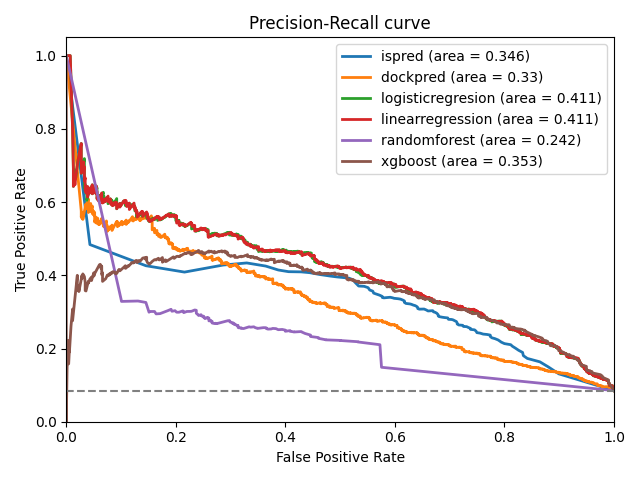 Precision-Recall curve
1.0
0.8
0.6
0.4
0.2
0.0
True Positive Rate
ispred (area = 0.346)
dockpred (area = 0.33)
logisticregresion (area = 0.411)
linearregression (area = 0.411)
randomforest (area = 0.242)
xgboost (area = 0.353)
0.0 0.2 0.4 0.6 0.8 1.0
False Positive Rate